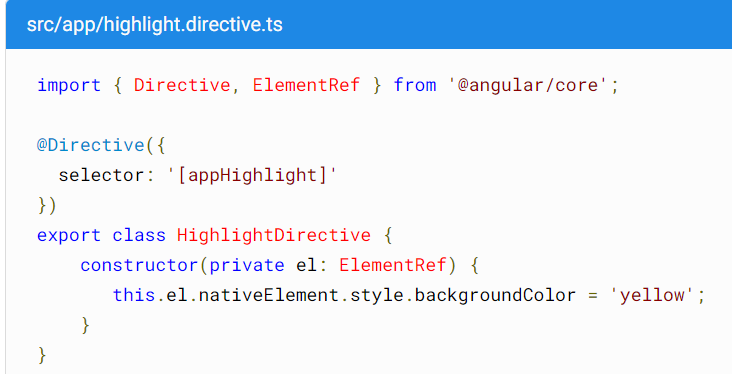 src/app/highlight.directive.ts
import { Directive, ElementRef } from '@angular/core';
@Directive({
selector: '[appHighlight]'
})
export class HighlightDirective {
constructor(private el: ElementRef) {
this.el.nativeElement.style.backgroundColor = 'yellow';
}
}